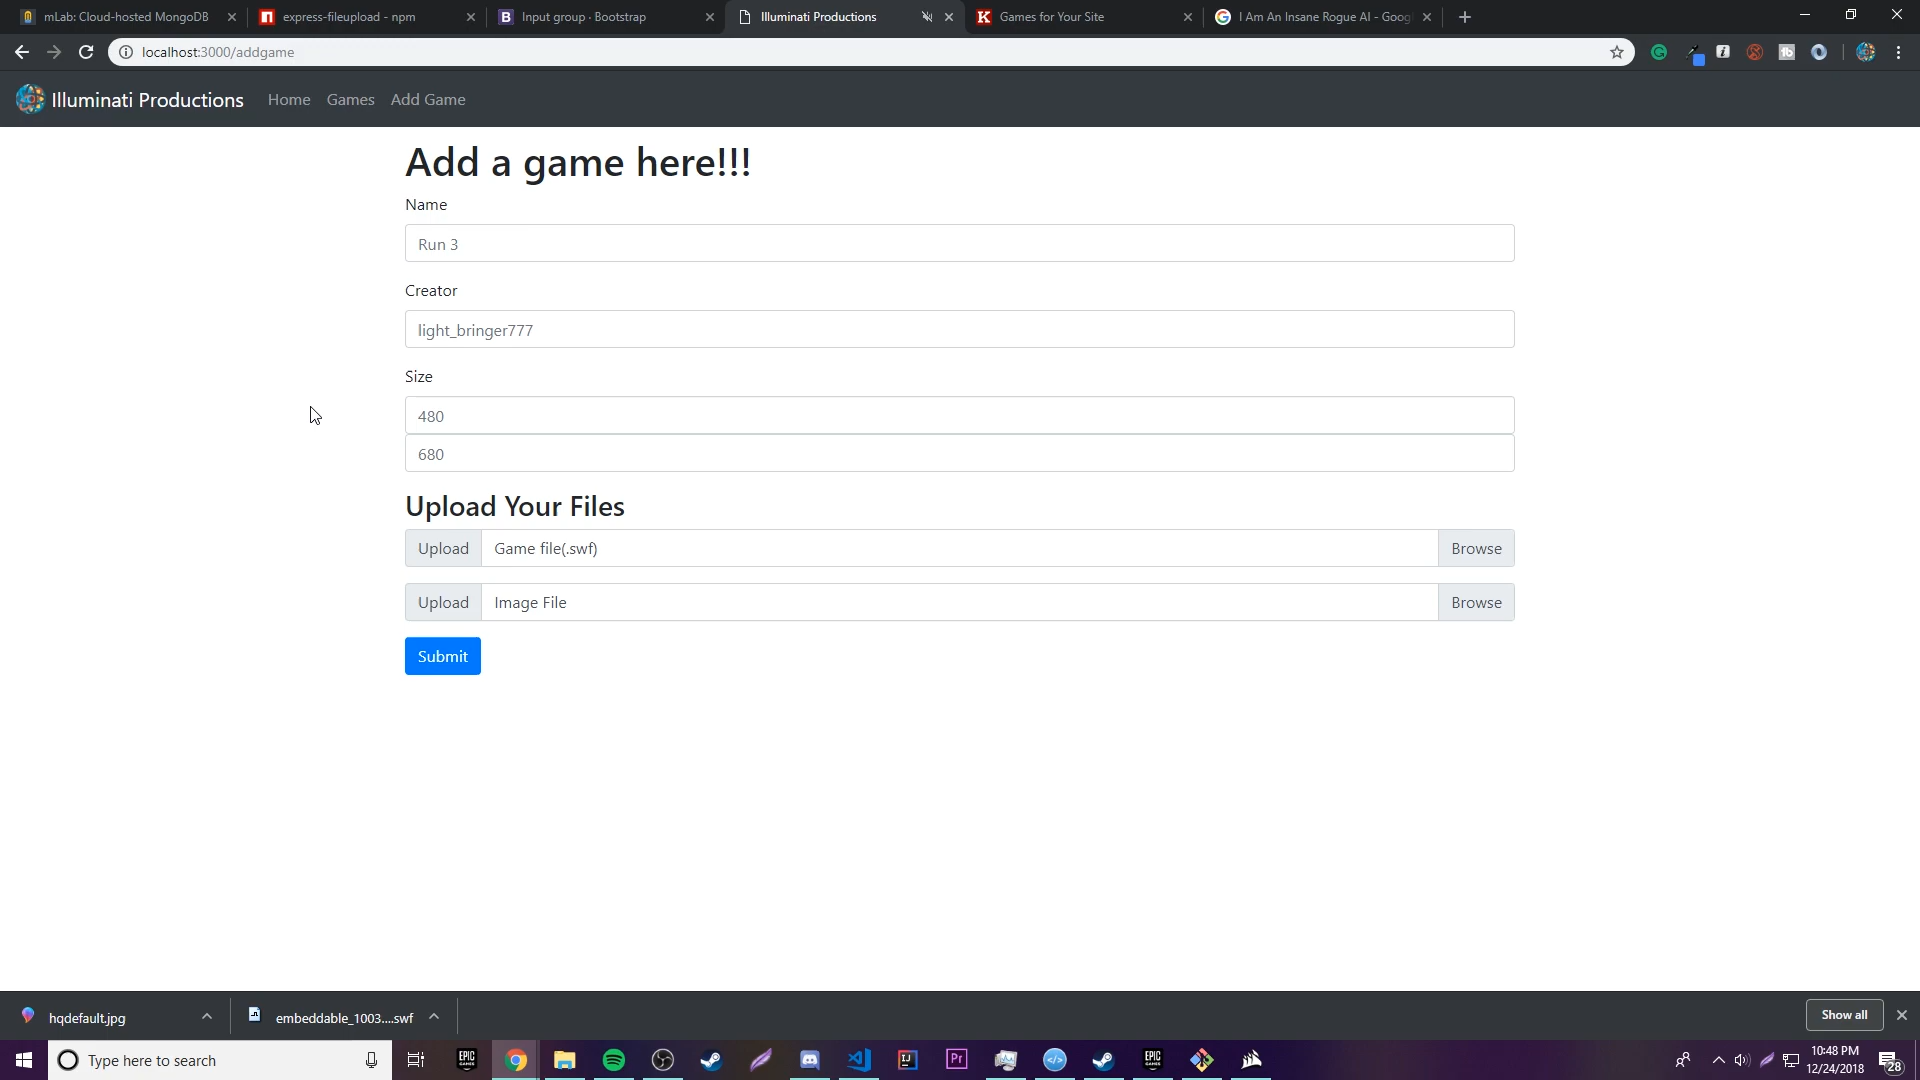 mLab: Cloud-hosted MongoDB
express-fileupload - npm
Input group · Bootstrap
Illuminati Productions
Games for Your Site
I Am An Insane Rogue AI - Goog
localhost:3000/addgame
Illuminati Productions
Home
Games
Add Game
Add a game here!!!
Name
Run 3
Creator
light_bringer777
Size
480
680
Upload Your Files
Upload
Game file(.swf)
Browse
Upload
Image File
Browse
Submit
hqdefault.jpg
embeddable_1003....swf
Show all
Type here to search
10:48 PM
12/24/2018
28